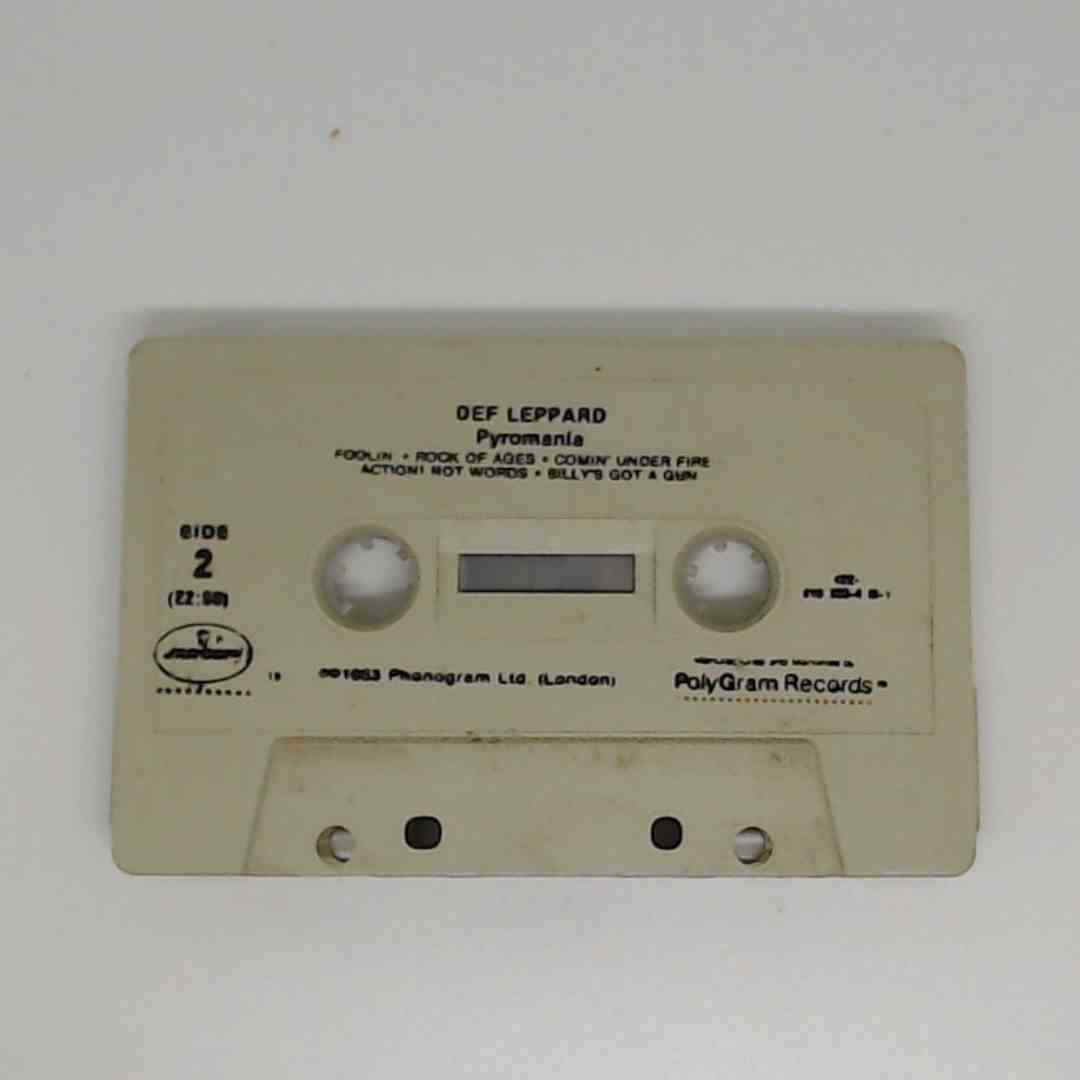 DEF LEPPARD
Pyromania
FOOLIN • ROCK OF AGES • COMIN' UNDER FIRE
ACTION! NOT WORDS • BILLY'S GOT A GUN
SIDE
2
℗©1983 Phonogram Ltd. (London)
PolyGram Records